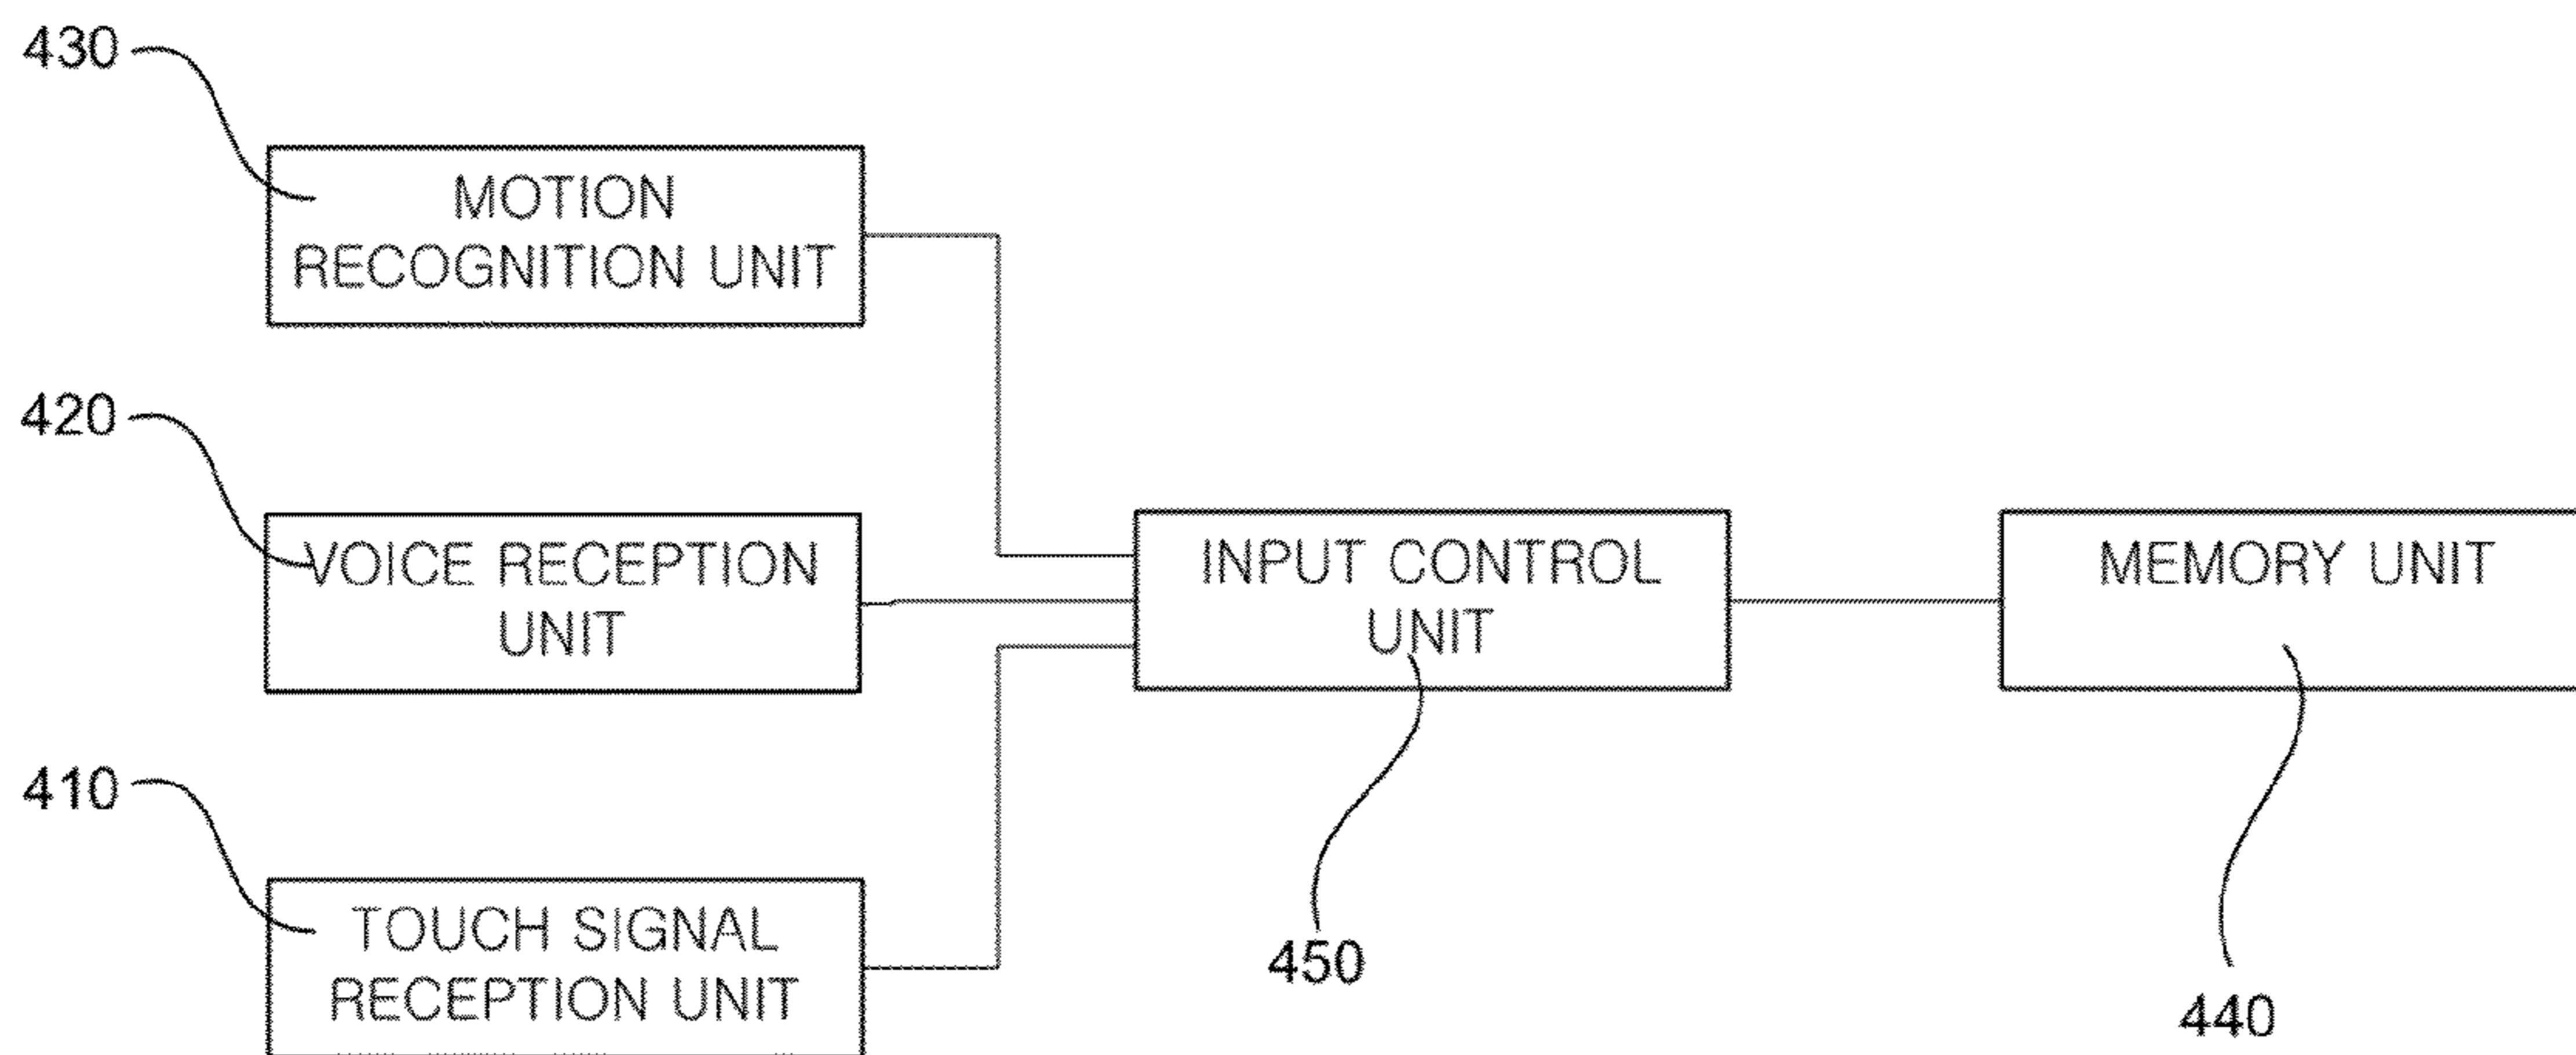 430
MOTION
RECOGNITION UNIT
420
VOICE RECEPTION
UNIT
INPUT CONTROL
UNIT
MEMORY UNIT
410
TOUCH SIGNAL
RECEPTION UNIT
450
440